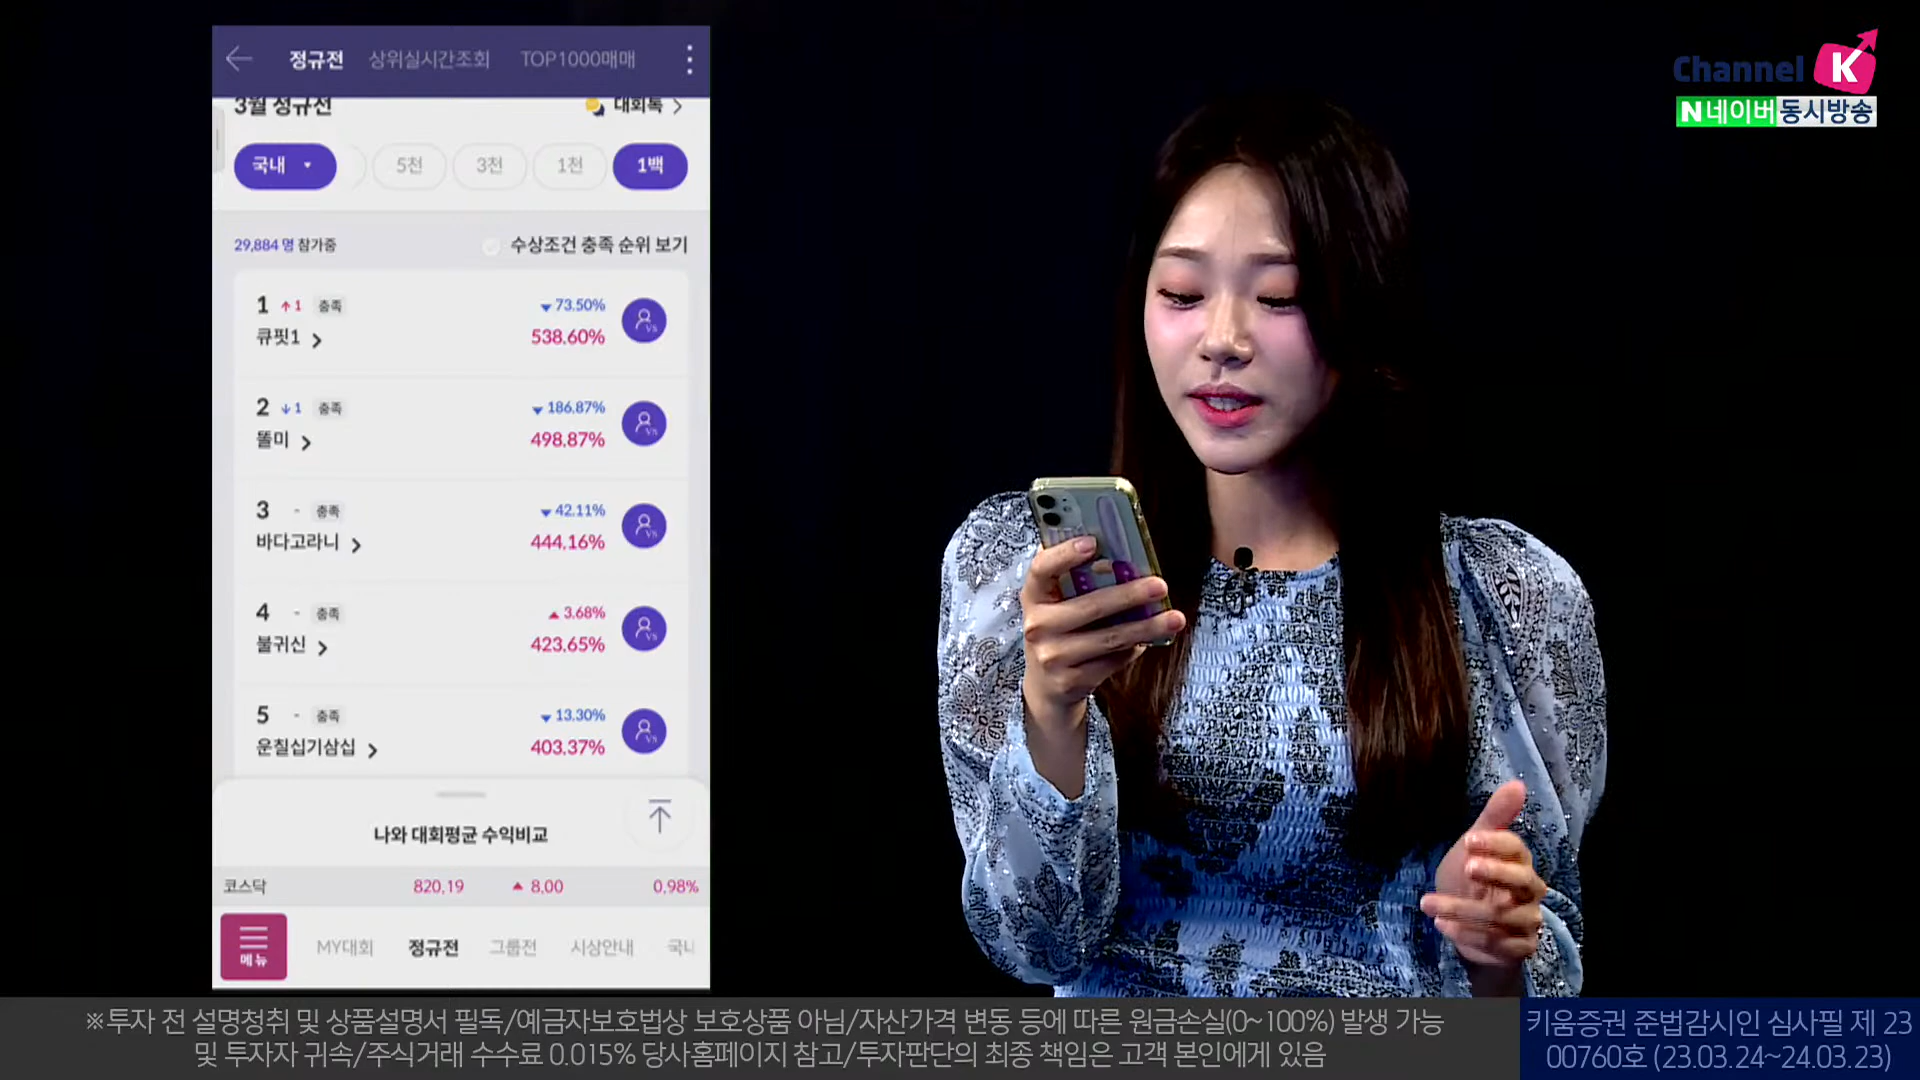 정규전 상위실시간조회 TOP1000매매
3월 정규전 대회톡
국내 5천 3천 1천 1백
29,884 명 참가중 수상조건 충족 순위 보기
1 1 충족 73.50%
큐핏1 538.60%
VS
2 1 충족 186.87%
똘미 498.87%
VS
3 - 충족 42.11%
바다고라니 444.16%
VS
4 - 충족 3.68%
불귀신 423.65%
VS
5 - 충족 13.30%
운칠십기삼십 403.37%
VS
나와 대회평균 수익비교
코스닥 820.19 8.00 0.98%
메뉴 MY대회 정규전 그룹전 시상안내
Channel K
N 네이버 동시방송
※투자 전 설명청취 및 상품설명서 필독/예금자보호법상 보호상품 아님/자산가격 변동 등에 따른 원금손실(0~100%) 발생 가능
및 투자자 귀속/주식거래 수수료 0.015% 당사홈페이지 참고/투자판단의 최종 책임은 고객 본인에게 있음
키움증권 준법감시인 심사필 제 23
00760호 (23.03.24~24.03.23)